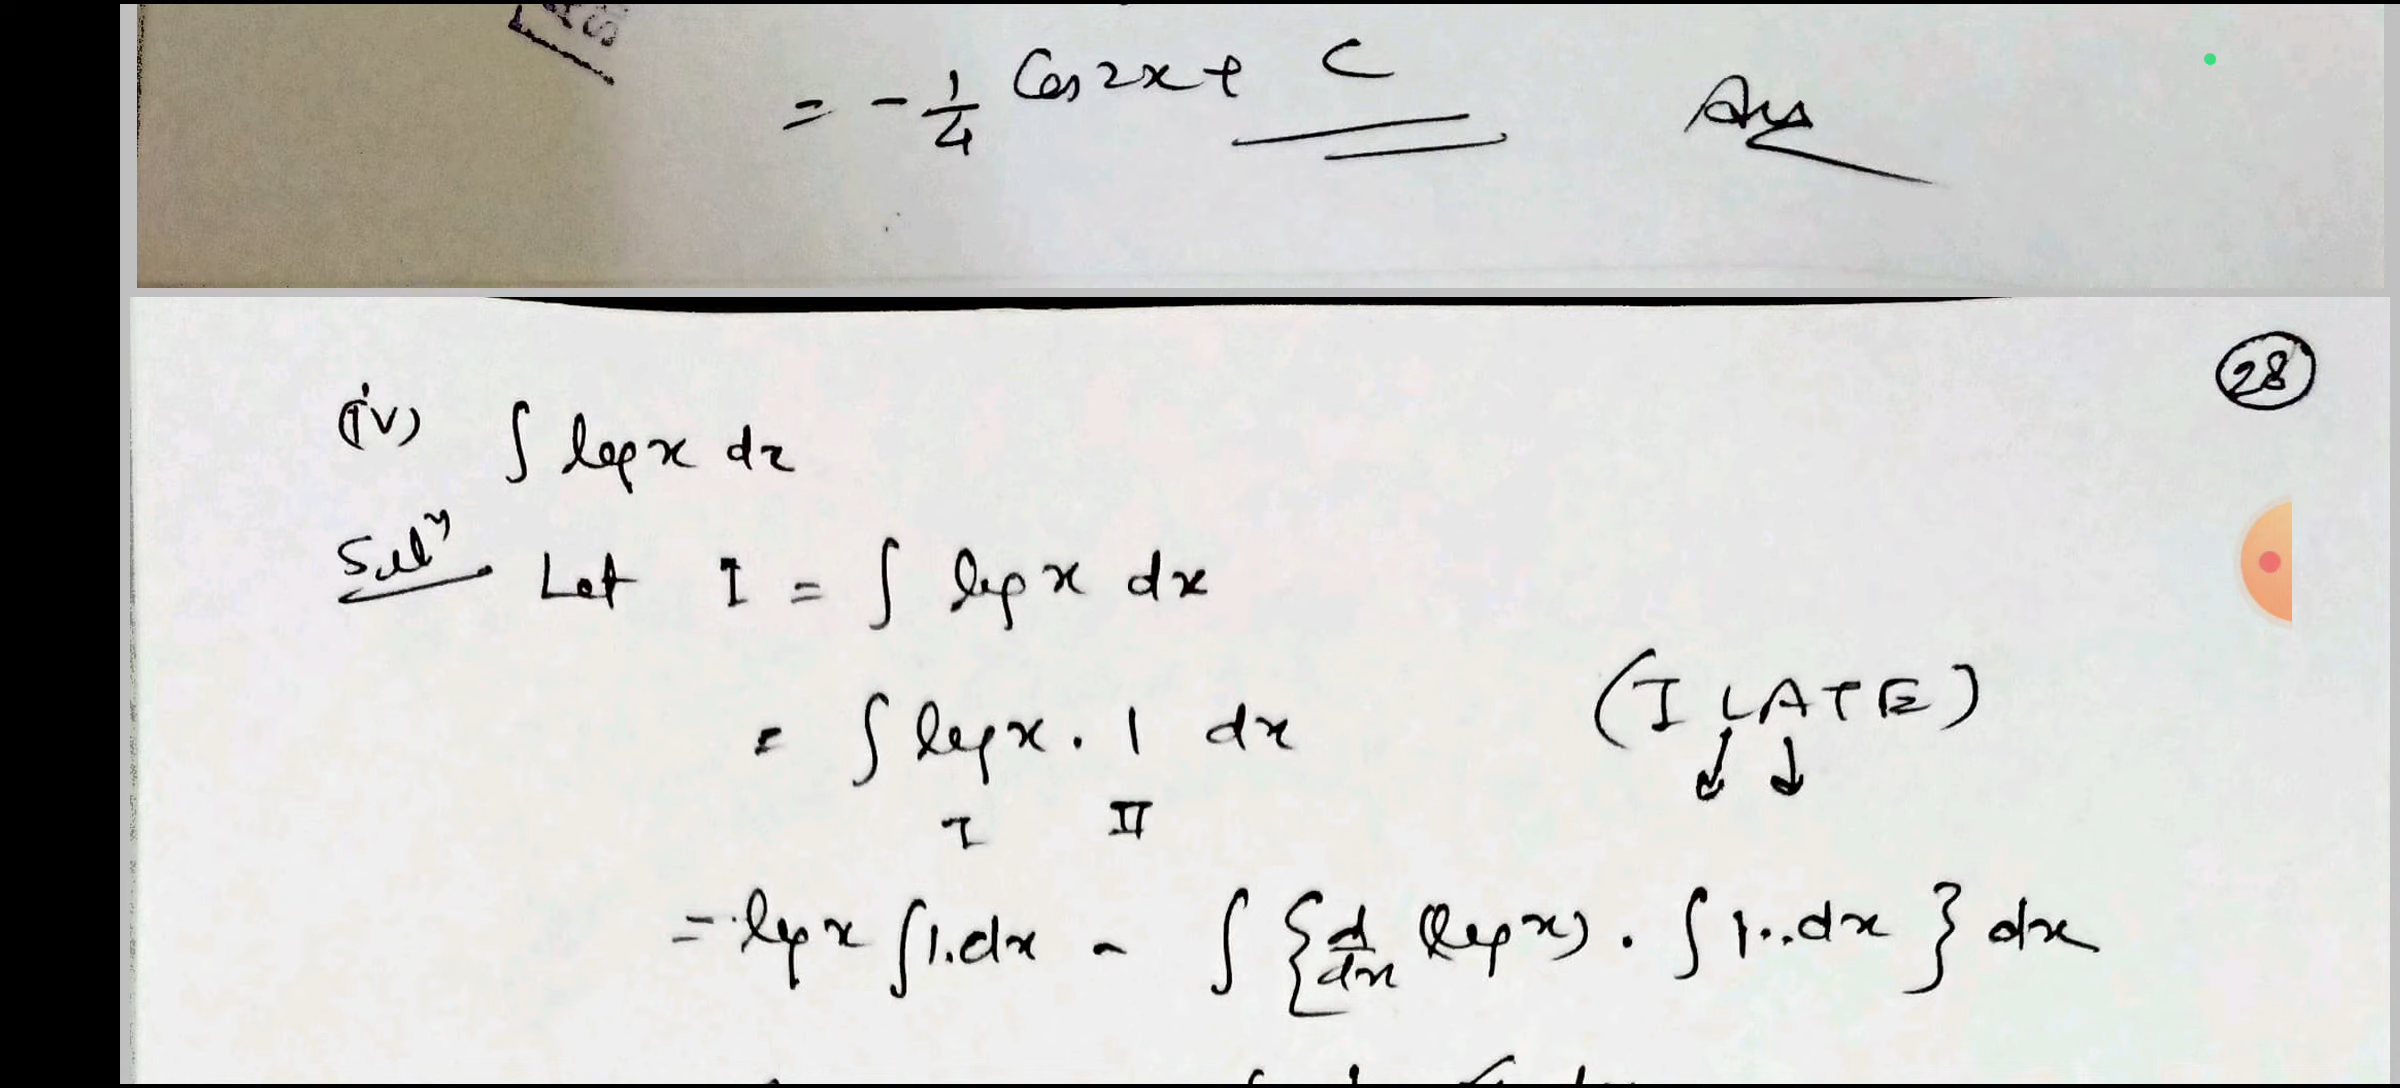 = -1/4 Cos 2x + C Ans
28
(iv) ∫ log x dx
Solⁿ. Let I = ∫ log x dx
= ∫ log x . 1 dx (ILATE)
I II
= log x ∫1.dx - ∫ {d/dx (log x) . ∫1..dx} dx